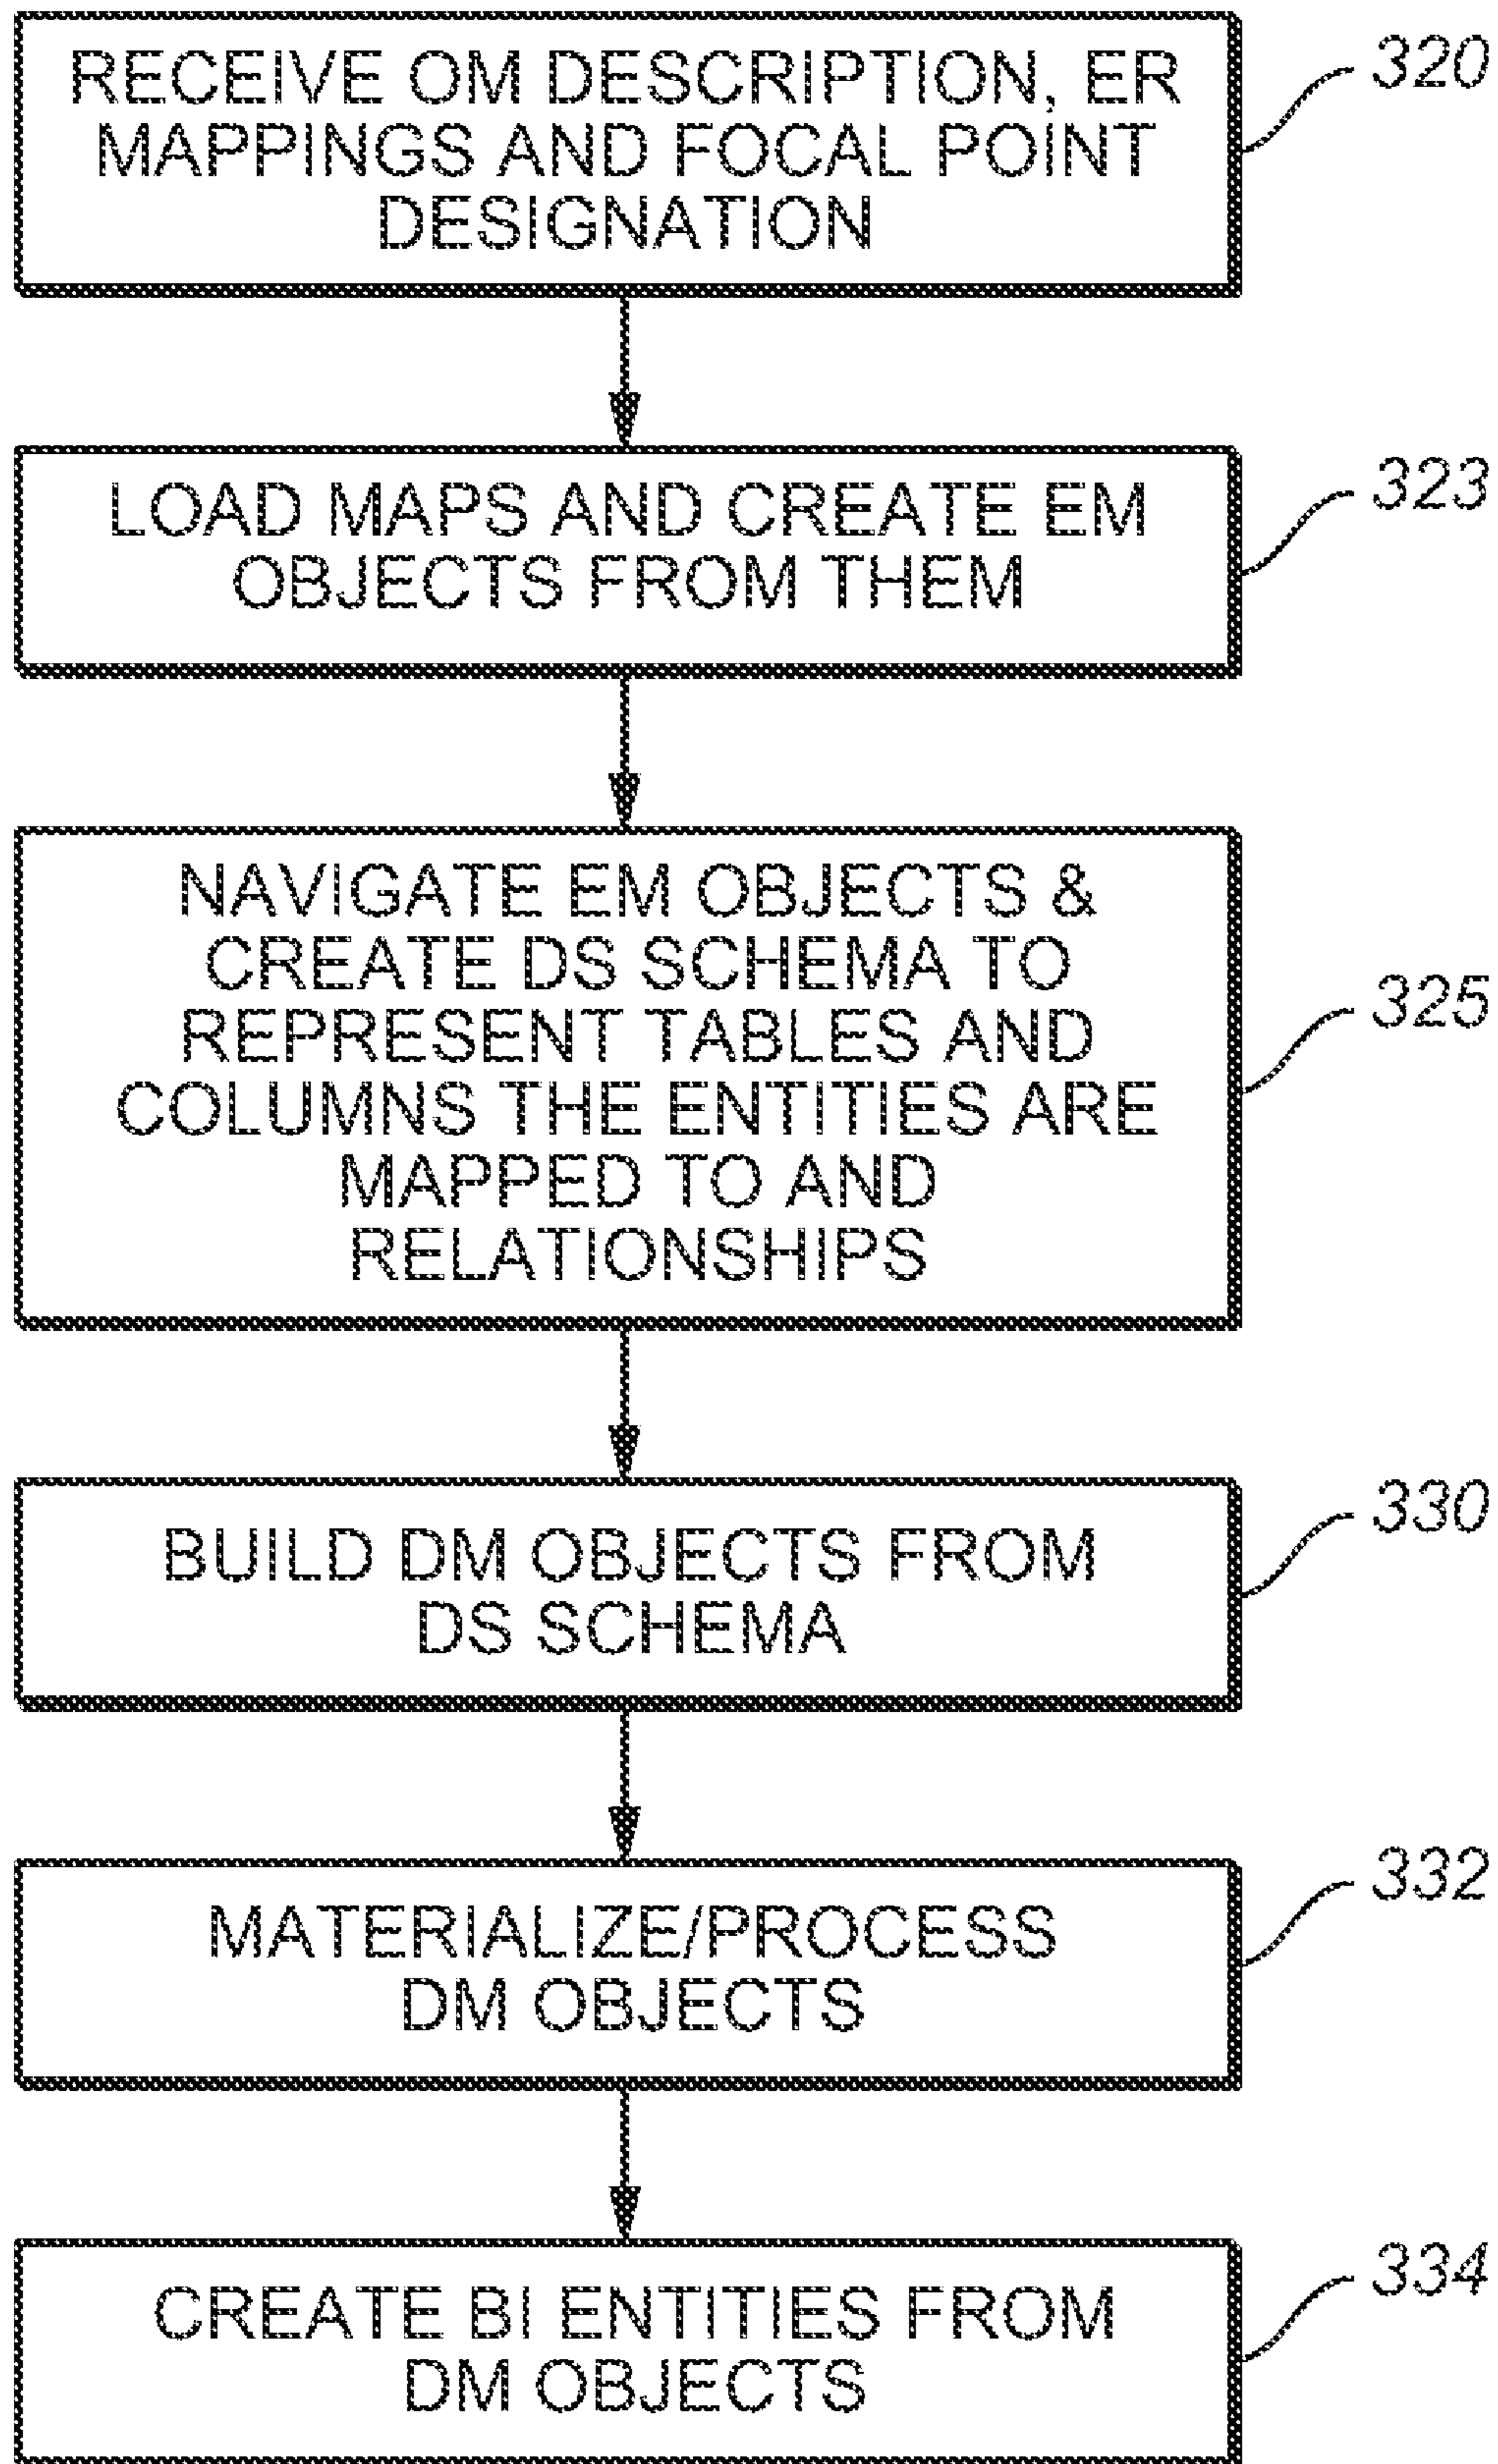 RECEIVE OM DESCRIPTION, ER
MAPPINGS AND FOCAL POINT
DESIGNATION
320
LOAD MAPS AND CREATE EM
OBJECTS FROM THEM
323
NAVIGATE EM OBJECTS &
CREATE DS SCHEMA TO
REPRESENT TABLES AND
COLUMNS THE ENTITIES ARE
MAPPED TO AND
RELATIONSHIPS
325
BUILD DM OBJECTS FROM
DS SCHEMA
330
MATERIALIZE/PROCESS
DM OBJECTS
332
CREATE BI ENTITIES FROM
DM OBJECTS
334